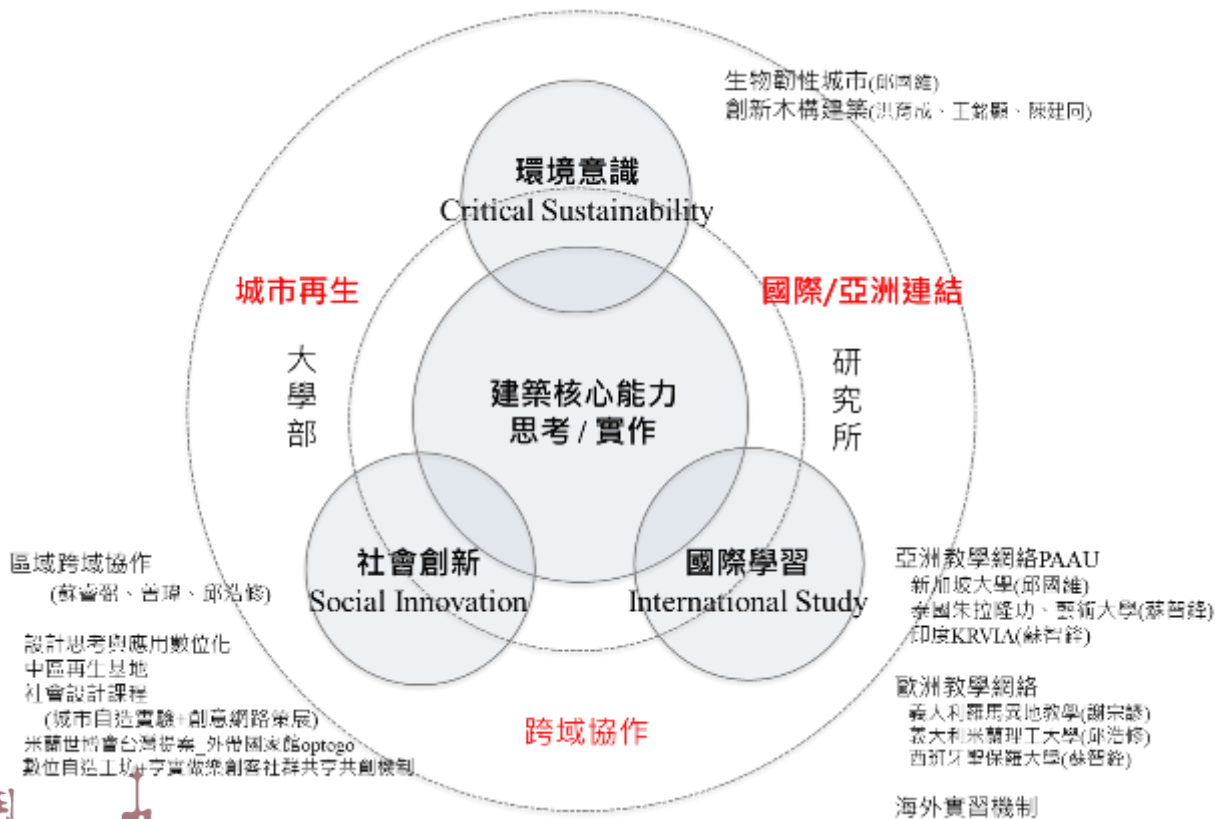 生物韌性城市(邱國維)
創新木構建築(洪育成、王銘顯、陳建同)
環境意識
Critical Sustainability
城市再生
國際/亞洲連結
大學部
研究所
建築核心能力
思考 / 實作
社會創新
Social Innovation
國際學習
International Study
跨域協作
區域跨域協作
(蘇睿弼、曾瑋、邱浩修)
設計思考與應用數位化
中區再生基地
社會設計課程
(城市自造實驗+創意網路策展)
米蘭世博會台灣提案_外帶國家館optogo
數位自造工坊+享實做樂創客社群共享共創機制
亞洲教學網絡PAAU
新加坡大學(邱國維)
泰國朱拉隆功、藝術大學(蘇智鋒)
印度KRVIA(蘇智鋒)
歐洲教學網絡
義大利羅馬異地教學(謝宗諺)
義大利米蘭理工大學(邱浩修)
西班牙聖保羅大學(蘇智鋒)
海外實習機制